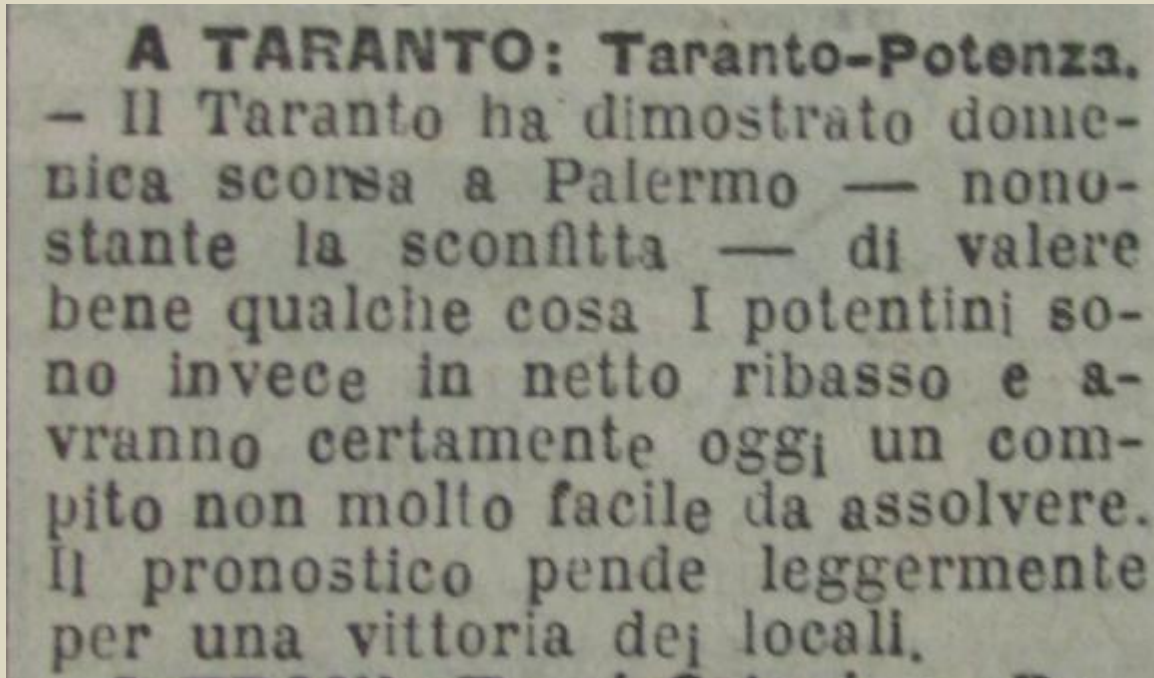 A TARANTO: Taranto-Potenza.
– Il Taranto ha dimostrato dome-
nica scorsa a Palermo — nono-
stante la sconfitta — di valere
bene qualche cosa I potentini so-
no invece in netto ribasso e a-
vranno certamente oggi un com-
pito non molto facile da assolvere.
Il pronostico pende leggermente
per una vittoria dei locali.